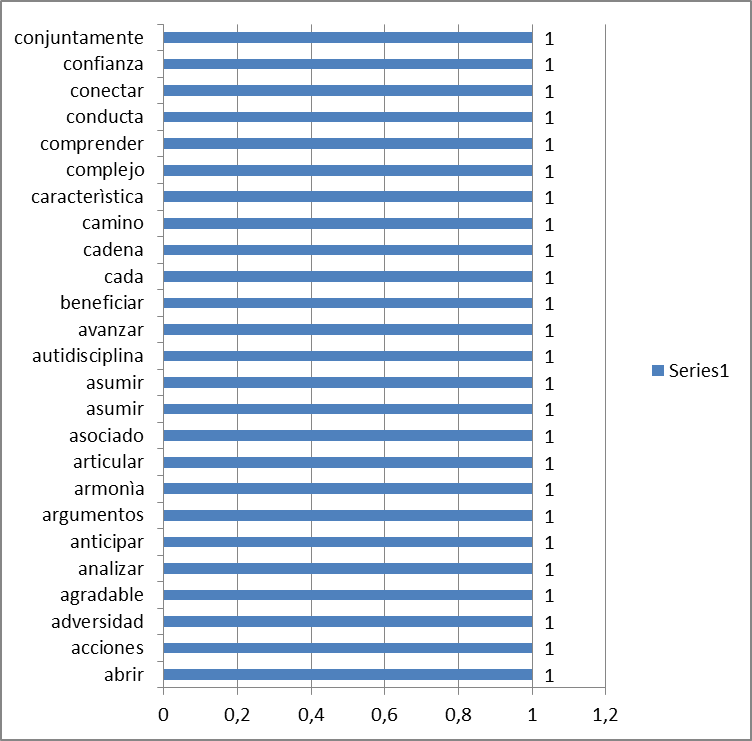 conjuntamente 1
confianza 1
conectar 1
conducta 1
comprender 1
complejo 1
caracterìstica 1
camino 1
cadena 1
cada 1
beneficiar 1
avanzar 1
autidisciplina 1
asumir 1
asumir 1
asociado 1
articular 1
armonìa 1
argumentos 1
anticipar 1
analizar 1
agradable 1
adversidad 1
acciones 1
abrir 1
0 0,2 0,4 0,6 0,8 1 1,2
Series1